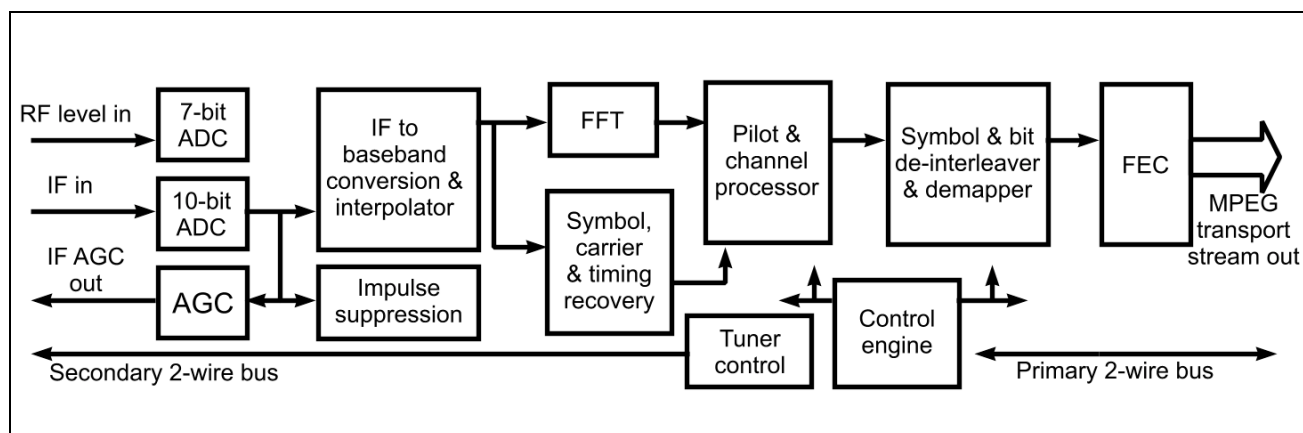 RF level in
7-bit
ADC
IF in
10-bit
ADC
IF AGC
out
AGC
IF to
baseband
conversion &
interpolator
Impulse
suppression
FFT
Symbol,
carrier
& timing
recovery
Pilot &
channel
processor
Symbol & bit
de-interleaver
& demapper
FEC
MPEG
transport
stream out
Tuner
control
Control
engine
Secondary 2-wire bus
Primary 2-wire bus